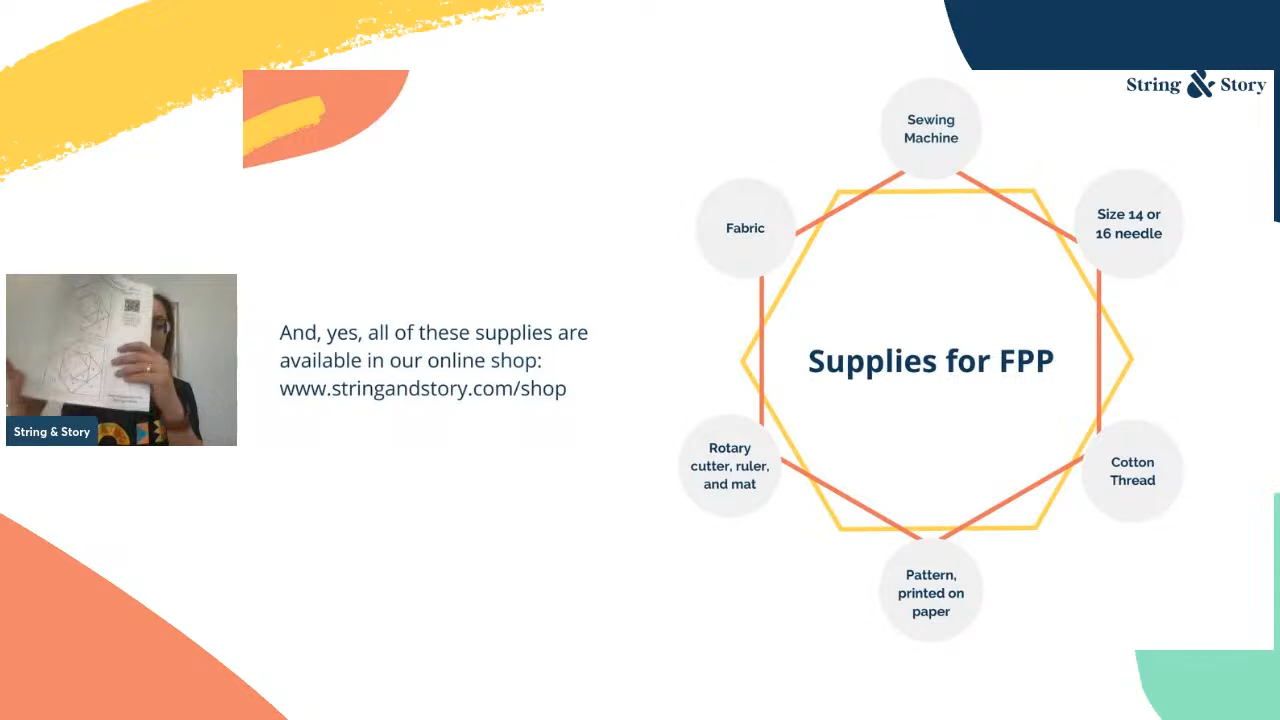 String & Story
Sewing
Machine
Fabric
Size 14 or
16 needle
And, yes, all of these supplies are
available in our online shop:
www.stringandstory.com/shop
Supplies for FPP
String & Story
Rotary
cutter, ruler,
and mat
Cotton
Thread
Pattern,
printed on
paper